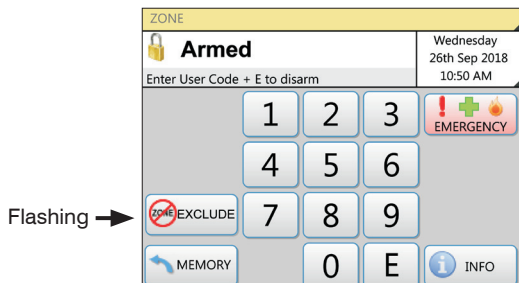 ZONE
Armed
Enter User Code + E to disarm
Wednesday
26th Sep 2018
10:50 AM
1 2 3
EMERGENCY
4 5 6
Flashing
ZONE EXCLUDE
7 8 9
MEMORY
0 E
i INFO